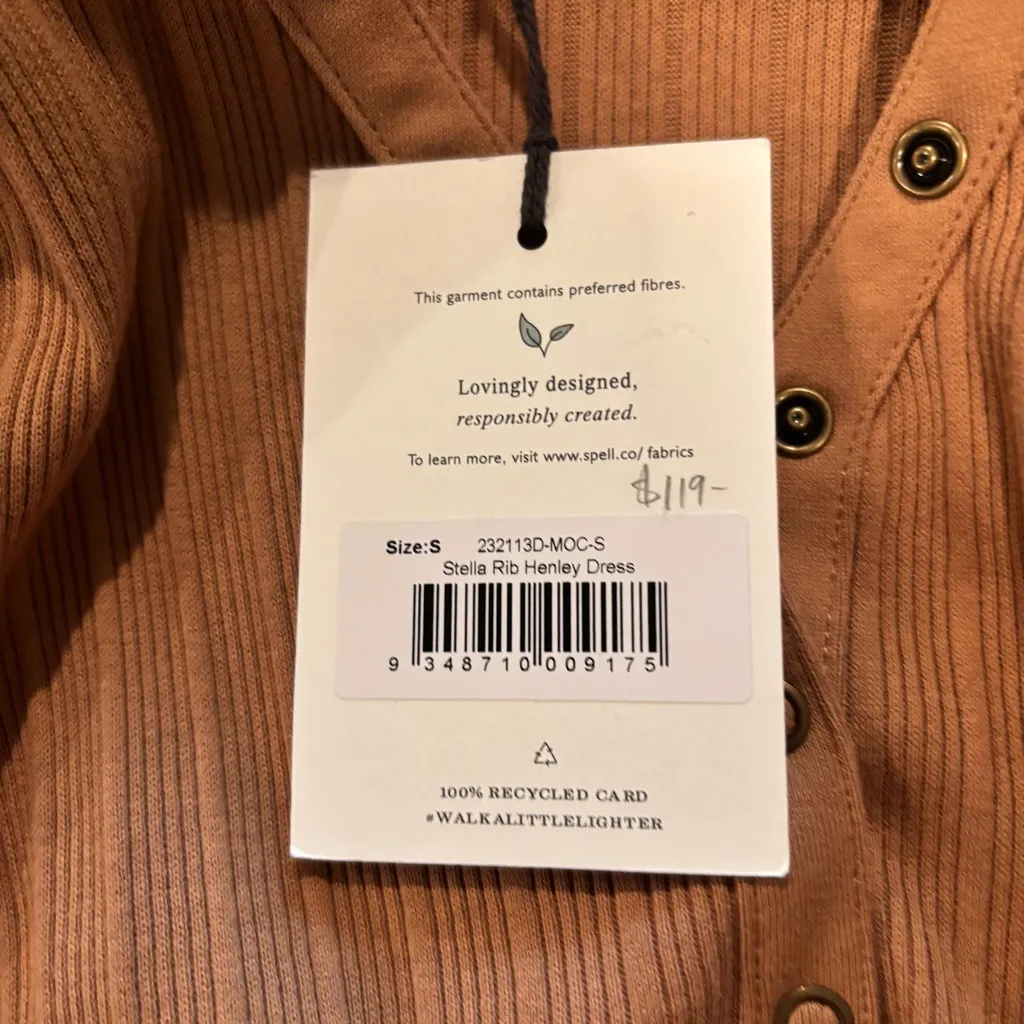 This garment contains preferred fibres.
Lovingly designed,
responsibly created.
To learn more, visit www.spell.co/fabrics
$119-
Size:S 232113D-MOC-S
Stella Rib Henley Dress
9 348710 009175
100% RECYCLED CARD
#WALKALITTLELIGHTER